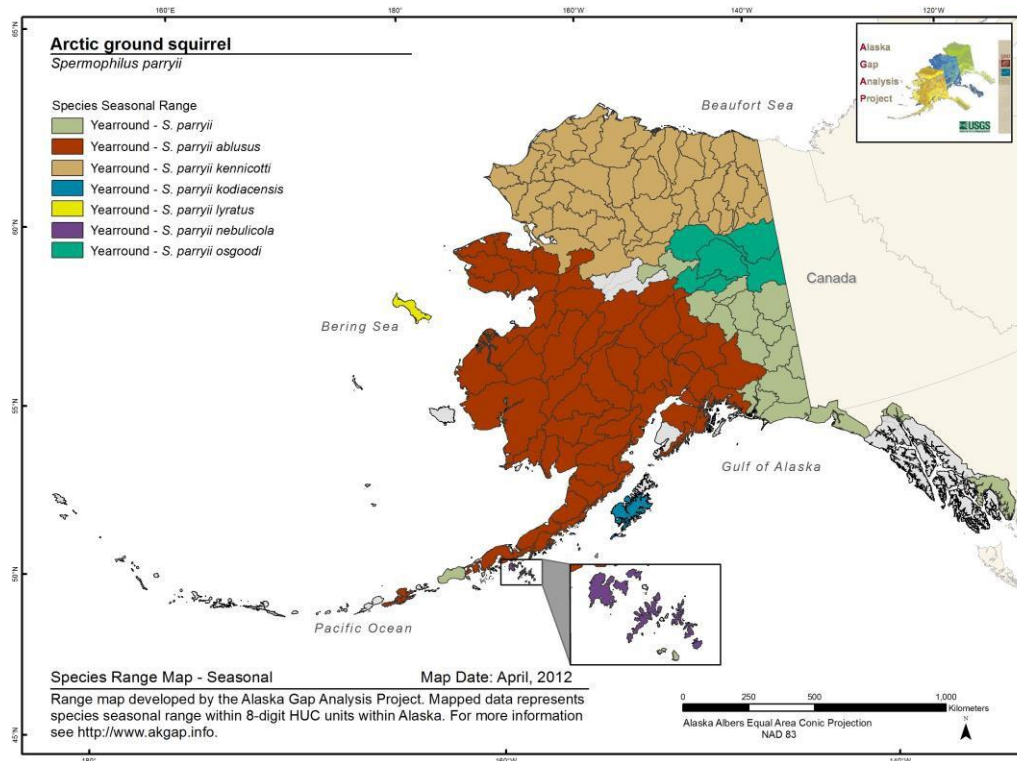 160°W
180°
160°W
140°W
120°W
65°N
60°N
55°N
50°N
45°N
Arctic ground squirrel
Spermophilus parryii
Species Seasonal Range
Yearround - S. parryii
Yearround - S. parryii ablusus
Yearround - S. parryii kennicotti
Yearround - S. parryii kodiacensis
Yearround - S. parryii lyratus
Yearround - S. parryii nebulicola
Yearround - S. parryii osgoodi
Alaska
Gap
Analysis
Project
USGS
Beaufort Sea
Canada
Bering Sea
Gulf of Alaska
Pacific Ocean
Species Range Map - Seasonal Map Date: April, 2012
Range map developed by the Alaska Gap Analysis Project. Mapped data represents
species seasonal range within 8-digit HUC units within Alaska. For more information
see http://www.akgap.info.
0 250 500 1,000
Kilometers
Alaska Albers Equal Area Conic Projection
NAD 83
N
180°
160°W
140°W